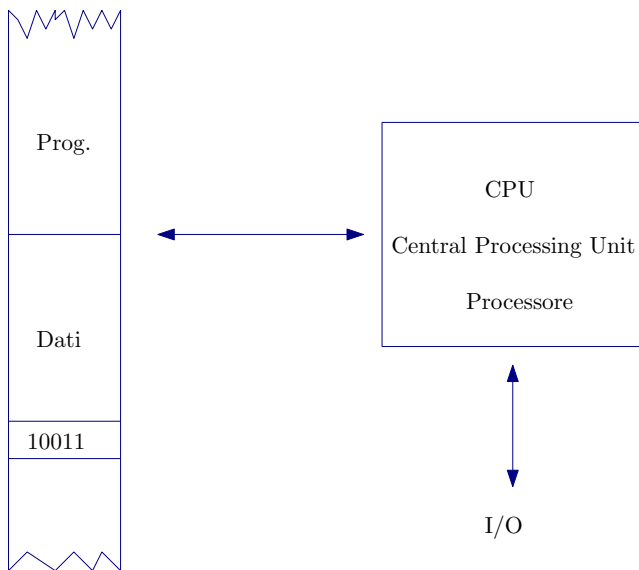 Prog.
Dati
10011
CPU
Central Processing Unit
Processore
I/O